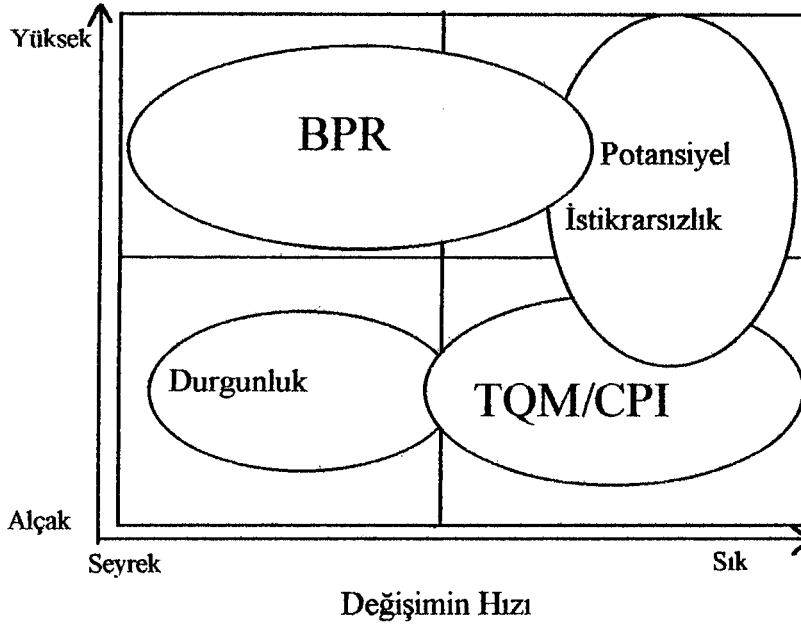 Yüksek
BPR
Potansiyel
İstikrarsızlık
Durgunluk
TQM/CPI
Alçak
Seyrek
Sık
Değişimin Hızı